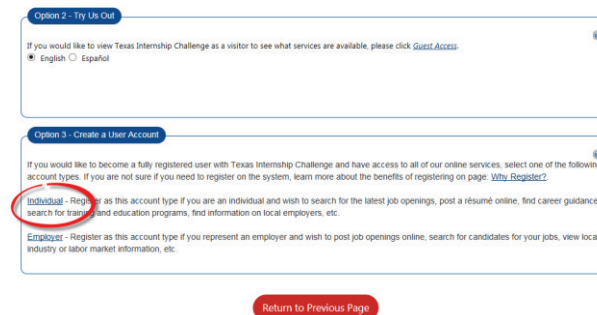 Option 2 - Try Us Out
If you would like to view Texas Internship Challenge as a visitor to see what services are available, please click Guest Access.
English Español
Option 3 - Create a User Account
If you would like to become a fully registered user with Texas Internship Challenge and have access to all of our online services, select one of the
account types. If you are not sure if you need to register on the system, learn more about the benefits of registering on page: Why Register?.
Individual - Register as this account type if you are an individual and wish to search for the latest job openings, post a résumé online, find career guidance
search for training and education programs, find information on local employers, etc.
Employer - Register as this account type if you represent an employer and wish to post job openings online, search for candidates for your jobs, view
industry or labor market information, etc.
Return to Previous Page